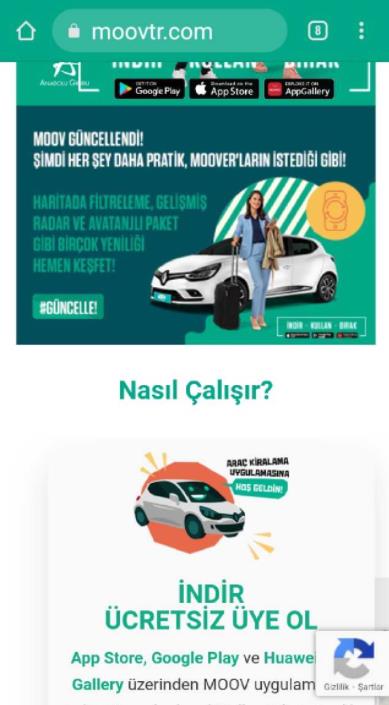 moovtr.com
8
ANADOLU GRUBU
İNDİR KULLAN BIRAK
GET IT ON
Google Play
Download on the
App Store
EXPLORE IT ON
AppGallery
MOOV GÜNCELLENDİ!
ŞİMDİ HER ŞEY DAHA PRATİK, MOOVER'LARIN İSTEDİĞİ GİBİ!
HARİTADA FİLTRELEME, GELİŞMİŞ
RADAR VE AVATANJLI PAKET
GİBİ BİRÇOK YENİLİĞİ
HEMEN KEŞFET!
#GÜNCELLE!
İNDİR - KULLAN - BIRAK
Nasıl Çalışır?
ARAÇ KİRALAMA
UYGULAMASINA
HOŞ GELDİN!
İNDİR
ÜCRETSİZ ÜYE OL
App Store, Google Play ve Huawei
Gallery üzerinden MOOV uygulam
Gizlilik - Şartlar